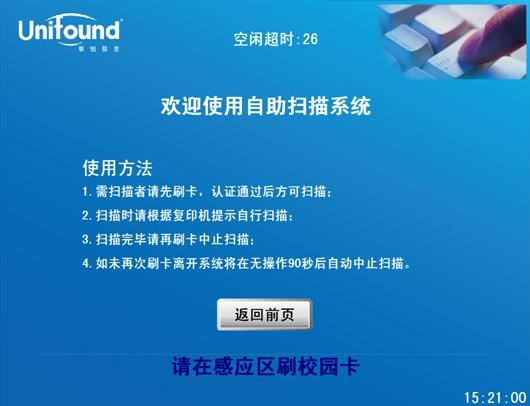 Unifound
联创信息
空闲超时:26
欢迎使用自助扫描系统
使用方法
1. 需扫描者请先刷卡，认证通过后方可扫描；
2. 扫描时请根据复印机提示自行扫描；
3. 扫描完毕请再刷卡中止扫描；
4. 如未再次刷卡离开系统将在无操作90秒后自动中止扫描。
返回前页
请在感应区刷校园卡
15:21:00